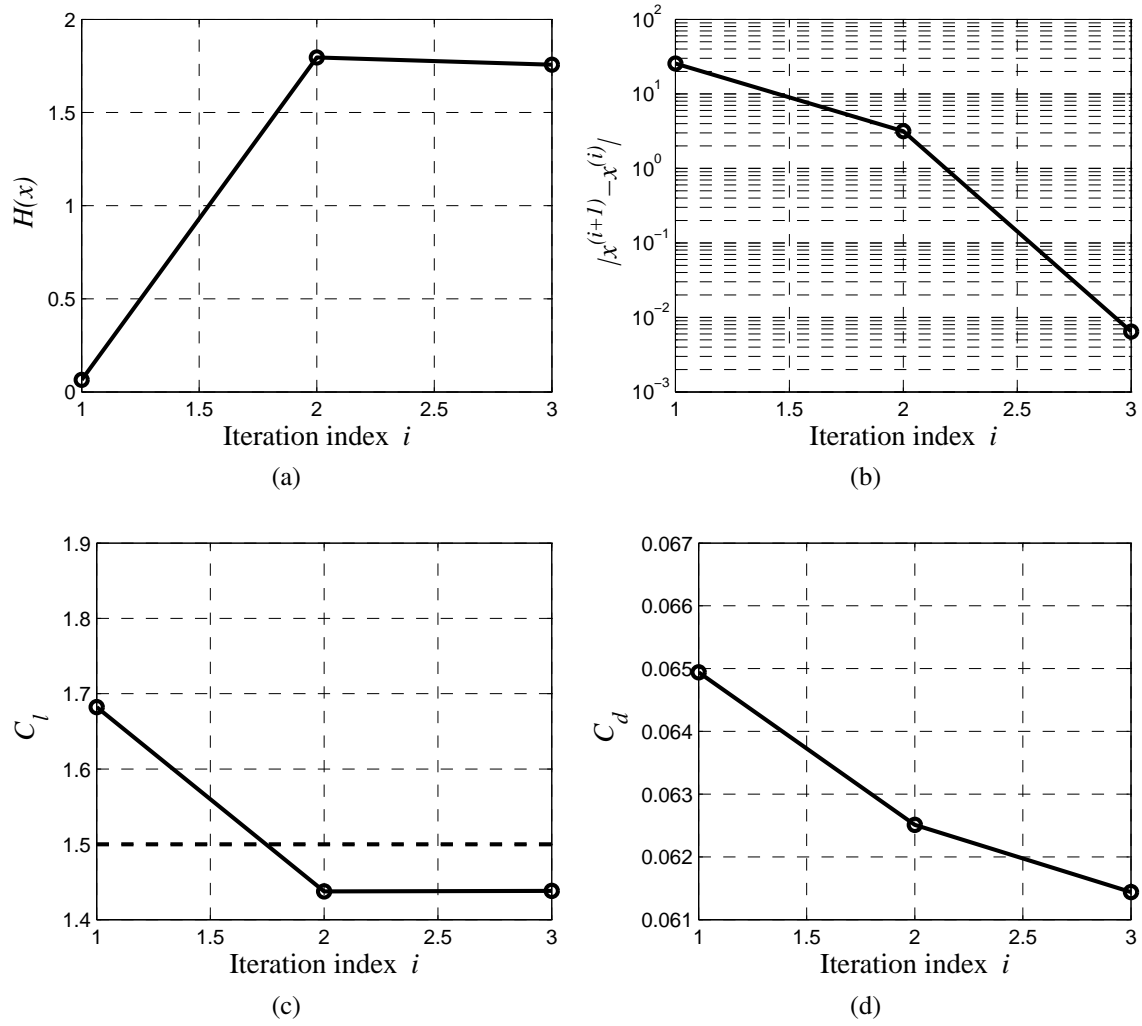 2
1.5
1
0.5
0
1 1.5 2 2.5 3
H(x)
Iteration index i
(a)
10^2
10^1
10^0
10^-1
10^-2
10^-3
1 1.5 2 2.5 3
|x^(i+1) -x^(i)|
Iteration index i
(b)
1.9
1.8
1.7
1.6
1.5
1.4
1 1.5 2 2.5 3
C_l
Iteration index i
(c)
0.067
0.066
0.065
0.064
0.063
0.062
0.061
1 1.5 2 2.5 3
C_d
Iteration index i
(d)